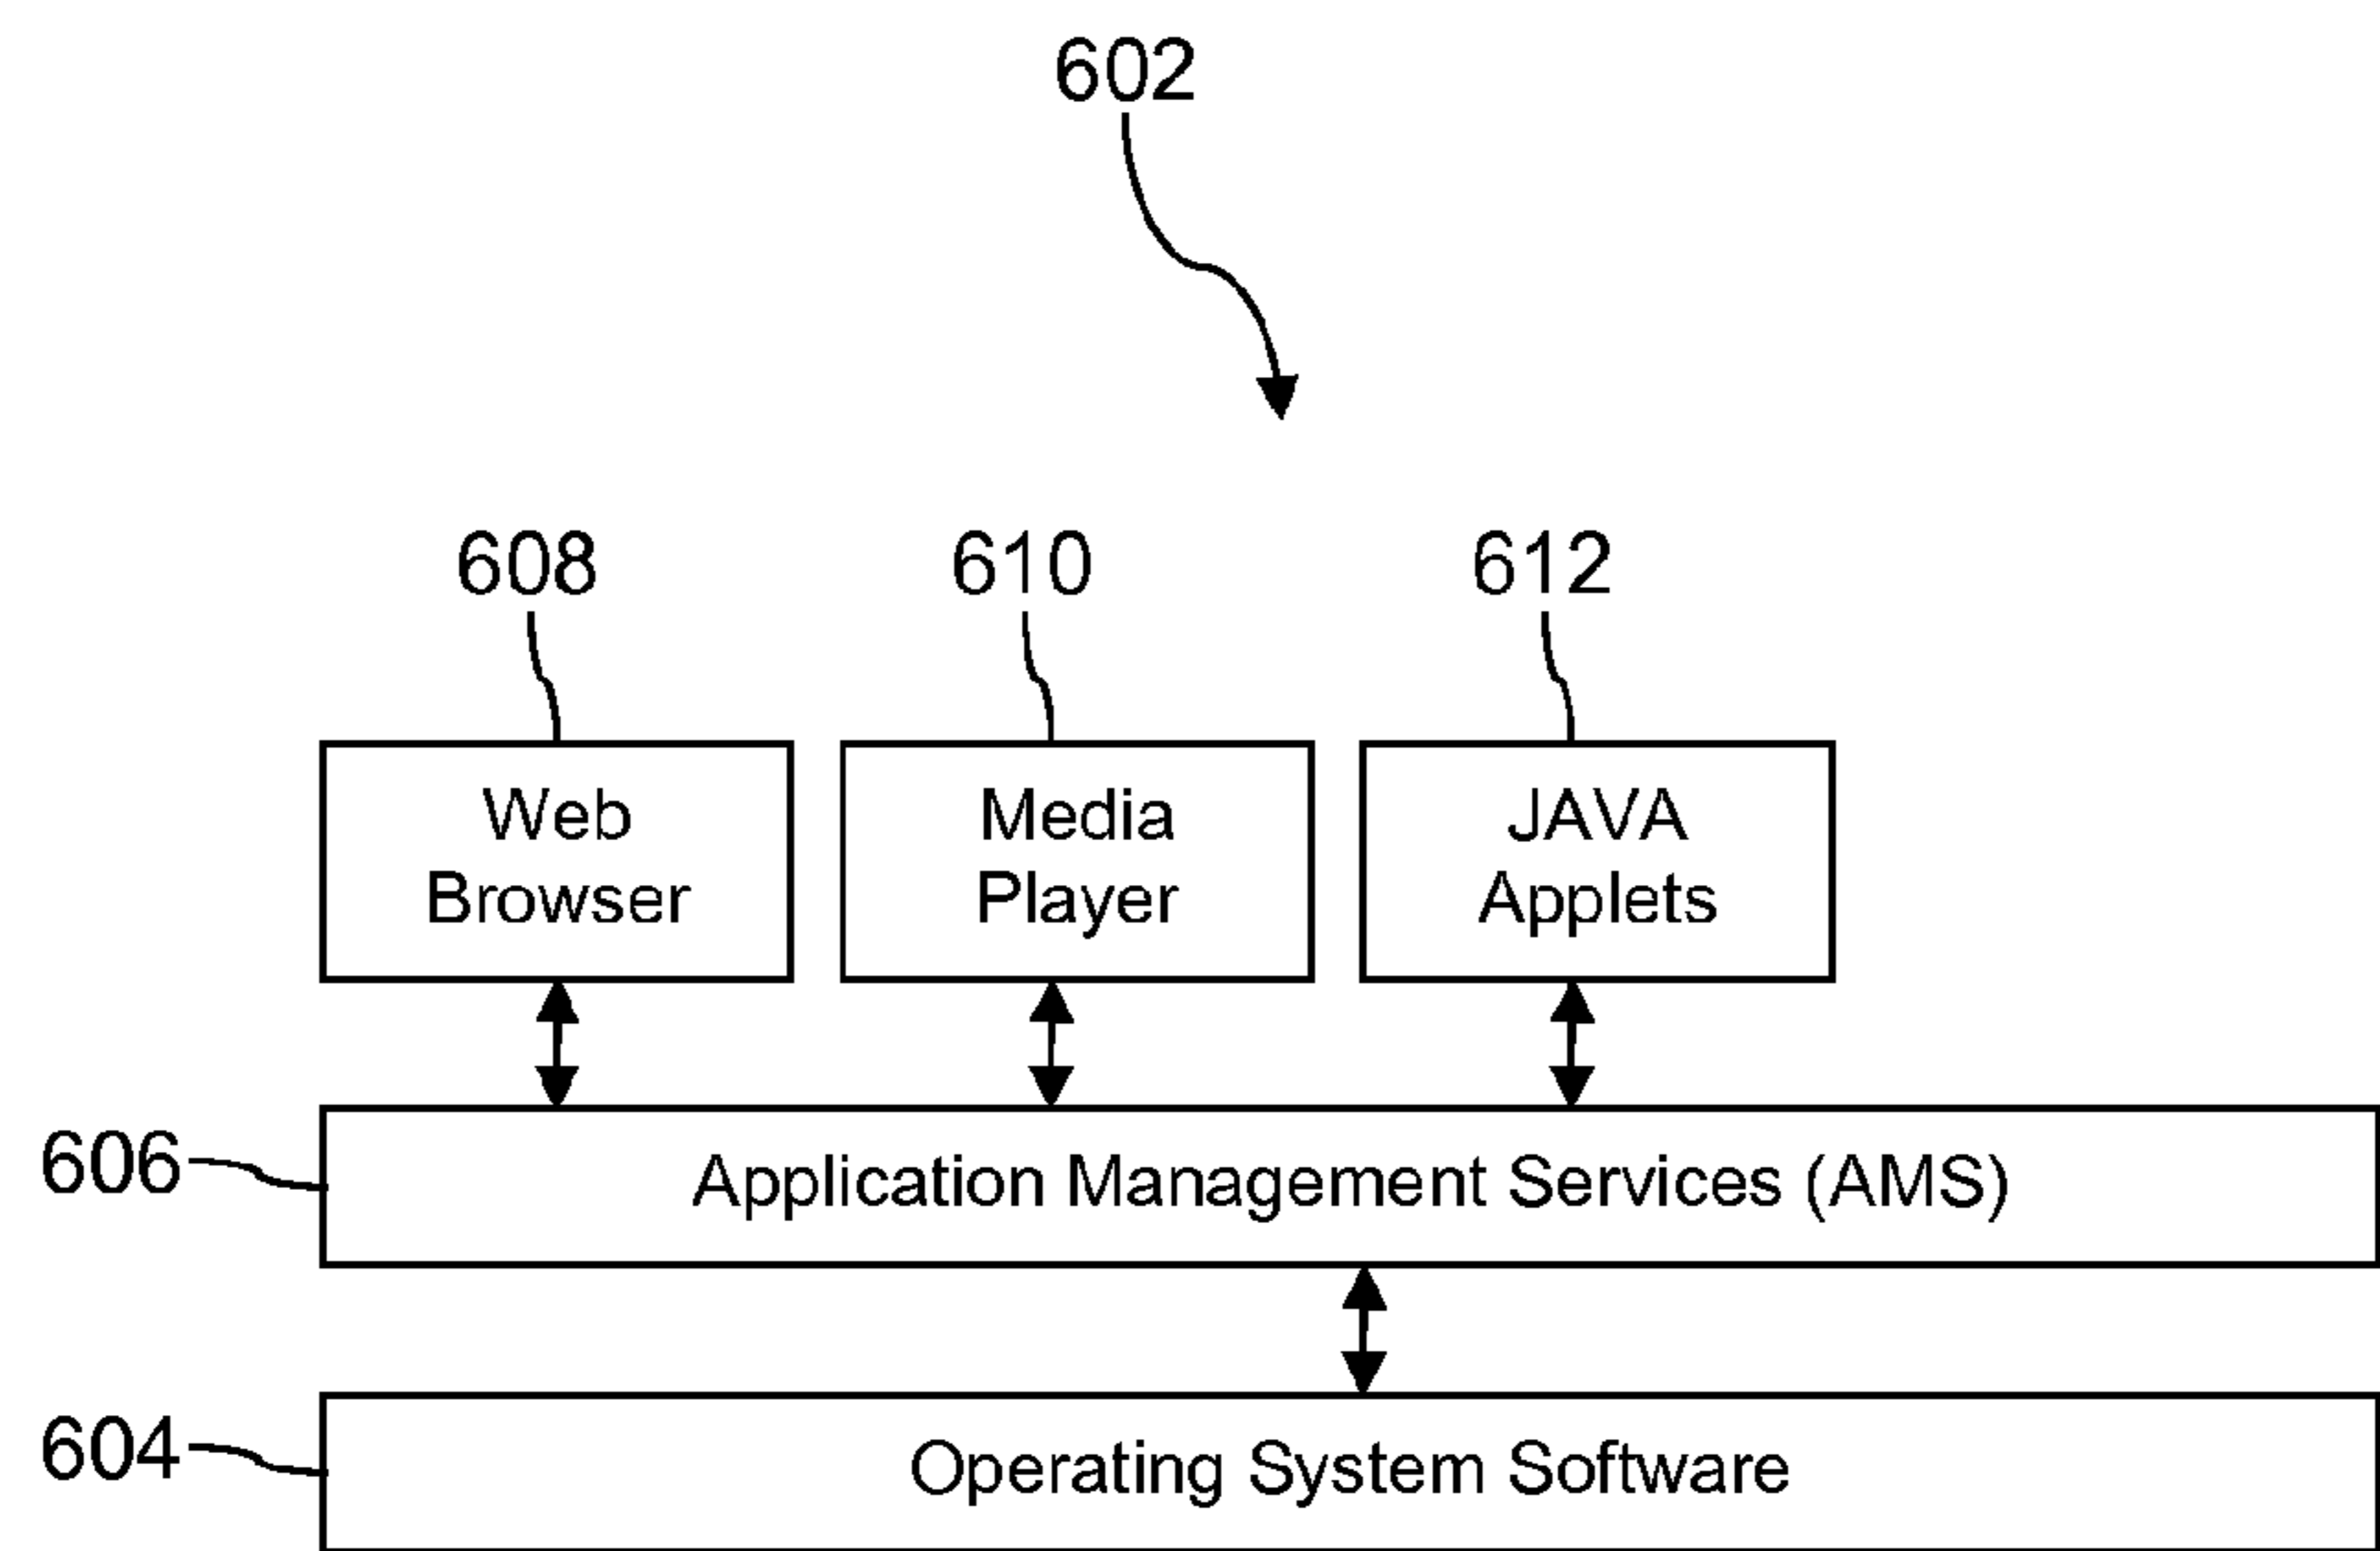 602
608
610
612
Web
Browser
Media
Player
JAVA
Applets
606
Application Management Services (AMS)
604
Operating System Software